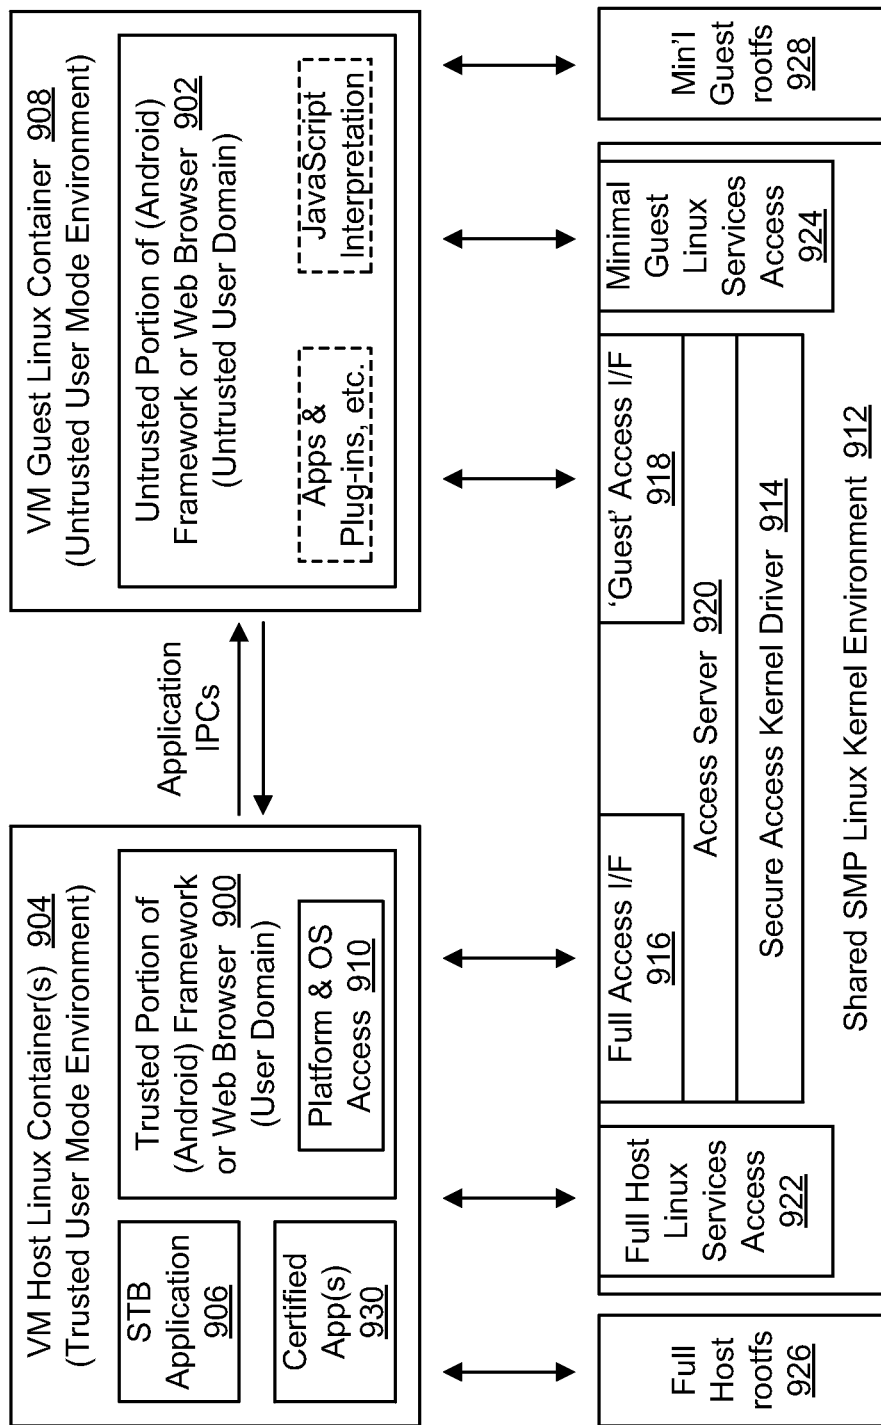 VM Host Linux Container(s) 904
(Trusted User Mode Environment)
STB
Application
906
Certified
App(s)
930
Trusted Portion of
(Android) Framework
or Web Browser 900
(User Domain)
Platform & OS
Access 910
Application
IPCs
VM Guest Linux Container 908
(Untrusted User Mode Environment)
Untrusted Portion of (Android)
Framework or Web Browser 902
(Untrusted User Domain)
Apps &
Plug-ins, etc.
JavaScript
Interpretation
Full
Host
rootfs
926
Full Host
Linux
Services
Access
922
Full Access I/F
916
'Guest' Access I/F
918
Access Server 920
Secure Access Kernel Driver 914
Shared SMP Linux Kernel Environment 912
Minimal
Guest
Linux
Services
Access
924
Min'l
Guest
rootfs
928